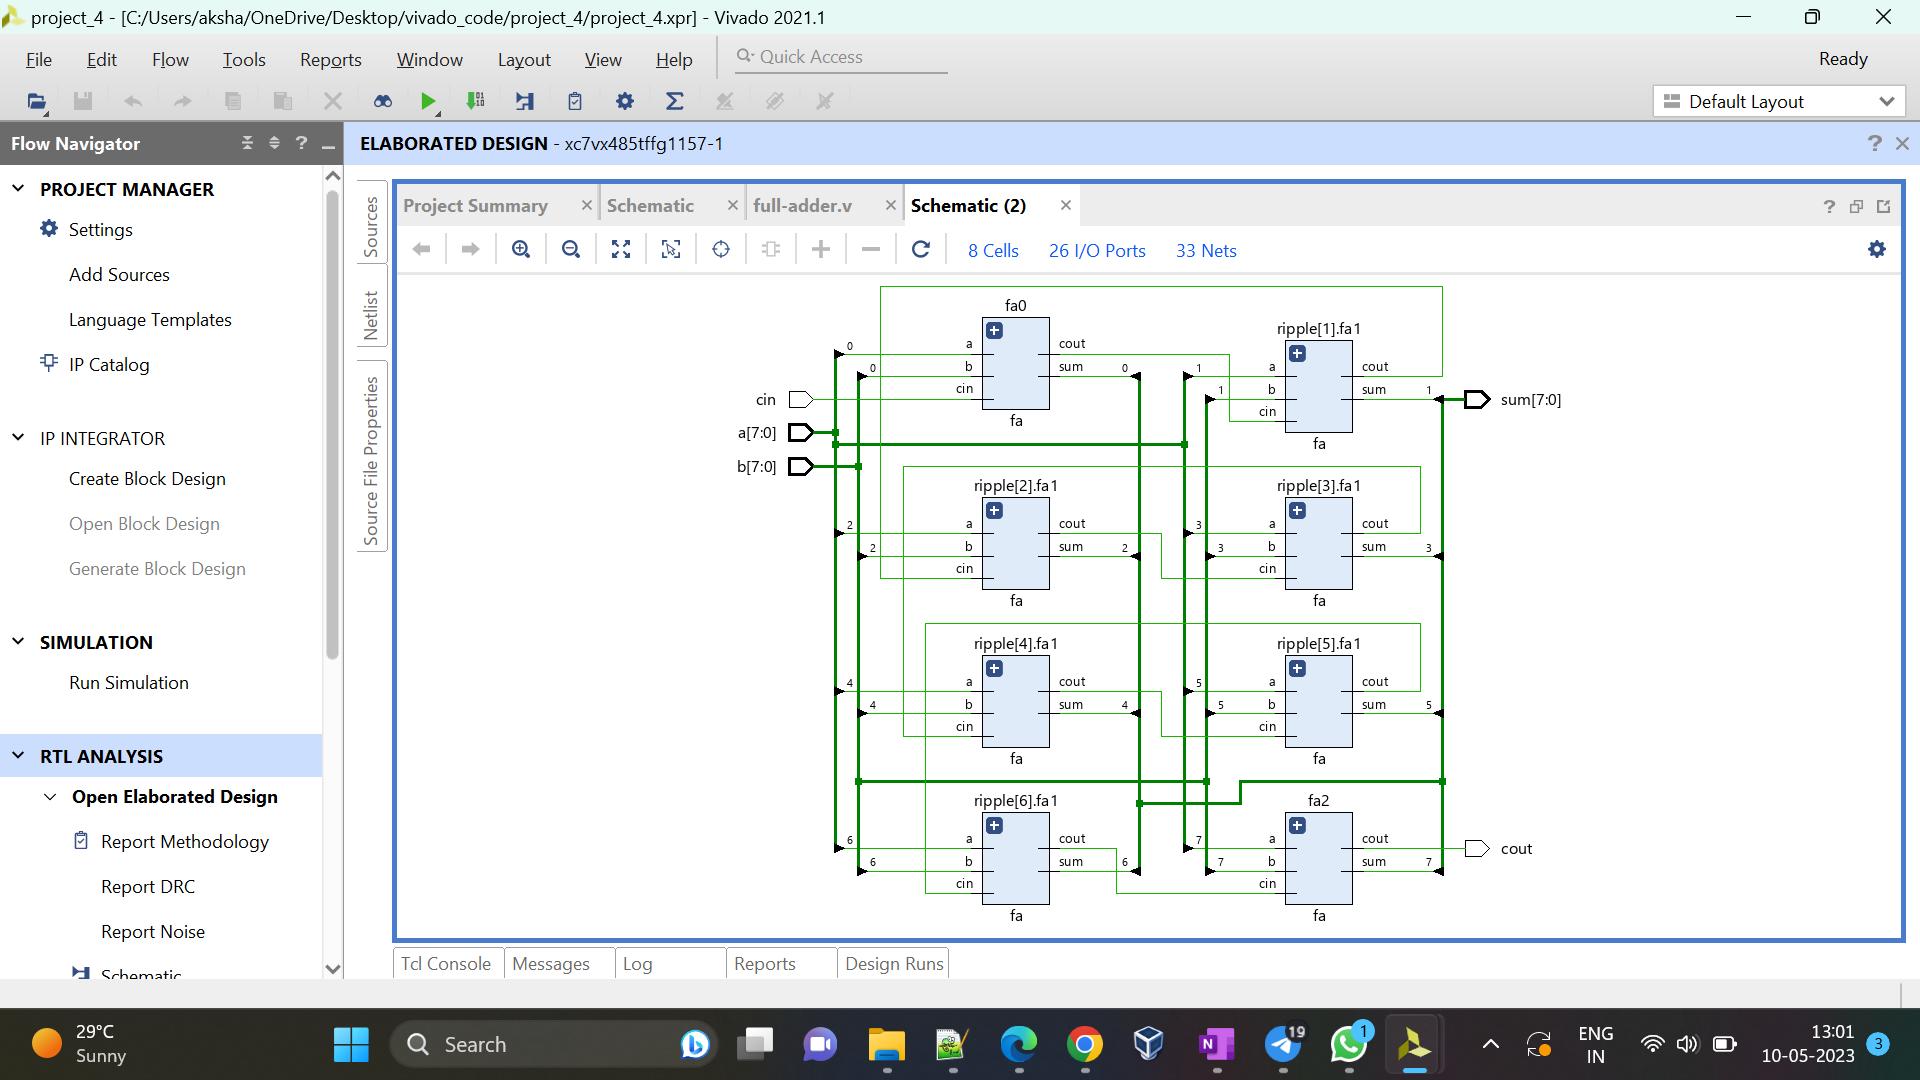 project_4 - [C:/Users/aksha/OneDrive/Desktop/vivado_code/project_4/project_4.xpr] - Vivado 2021.1
File Edit Flow Tools Reports Window Layout View Help Quick Access Ready
Default Layout
Flow Navigator ? ELABORATED DESIGN - xc7vx485tffg1157-1 ?
PROJECT MANAGER
Settings
Add Sources
Language Templates
IP Catalog
IP INTEGRATOR
Create Block Design
Open Block Design
Generate Block Design
SIMULATION
Run Simulation
RTL ANALYSIS
Open Elaborated Design
Report Methodology
Report DRC
Report Noise
Schematic
Sources
Netlist
Source File Properties
Project Summary Schematic full-adder.v Schematic (2) ?
8 Cells 26 I/O Ports 33 Nets
fa0
0 a cout
0 b sum 0
cin
fa
ripple[1].fa1
1 a cout
1 b sum 1
cin
fa
cin
a[7:0]
b[7:0]
sum[7:0]
ripple[2].fa1
2 a cout
2 b sum 2
cin
fa
ripple[3].fa1
3 a cout
3 b sum 3
cin
fa
ripple[4].fa1
4 a cout
4 b sum 4
cin
fa
ripple[5].fa1
5 a cout
5 b sum 5
cin
fa
ripple[6].fa1
6 a cout
6 b sum 6
cin
fa
fa2
7 a cout
7 b sum 7
cin
fa
cout
Tcl Console Messages Log Reports Design Runs
29°C
Sunny
Search
19
1
ENG
IN
13:01
10-05-2023
3